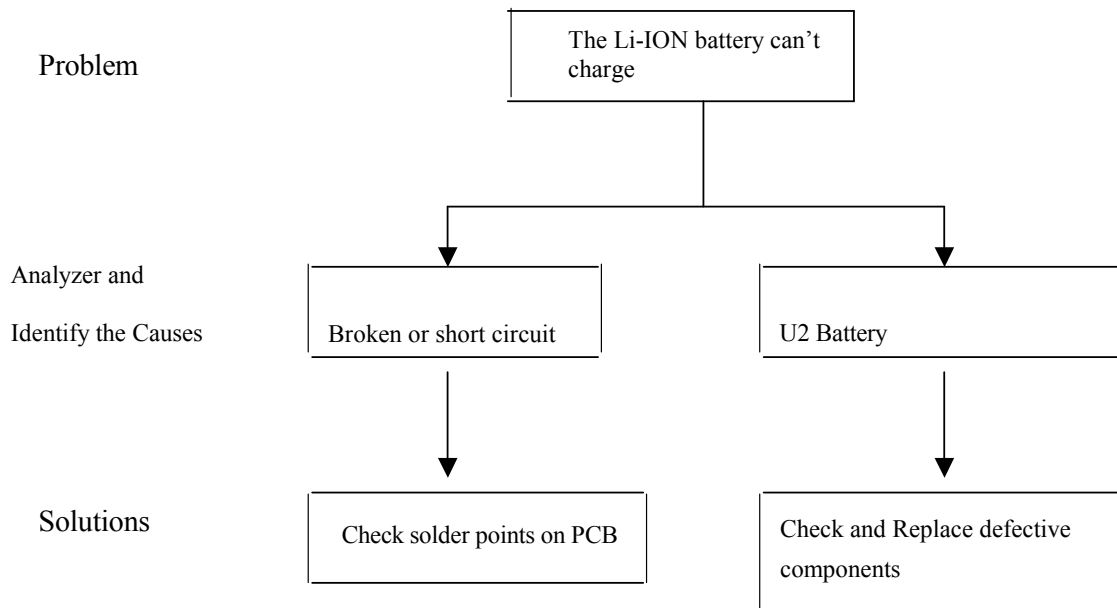 Problem
The Li-ION battery can’t
charge
Analyzer and
Identify the Causes
Broken or short circuit
U2 Battery
Solutions
Check solder points on PCB
Check and Replace defective
components